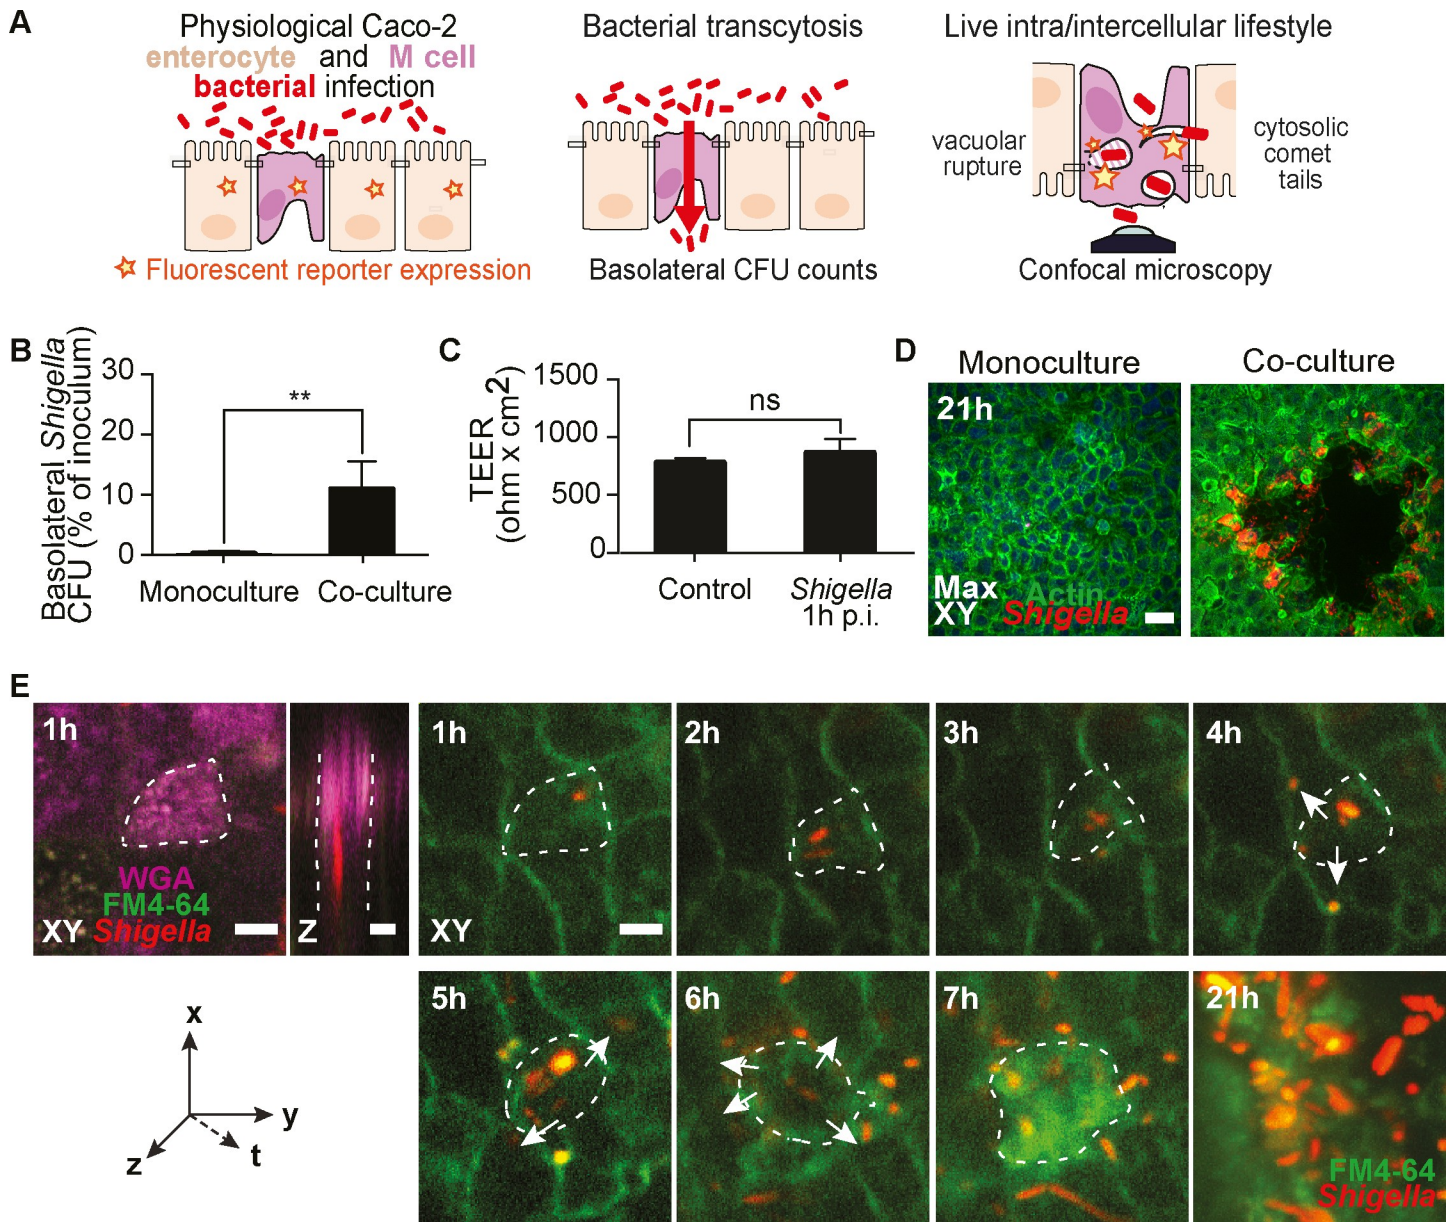 A
Physiological Caco-2
enterocyte and M cell
bacterial infection
Fluorescent reporter expression
Bacterial transcytosis
Basolateral CFU counts
Live intra/intercellular lifestyle
vacuolar
rupture
cytosolic
comet
tails
Confocal microscopy
B
Basolateral Shigella
CFU (% of inoculum)
30
20
10
0
**
Monoculture
Co-culture
C
TEER
(ohm x cm2)
1500
1000
500
0
ns
Control
Shigella
1h p.i.
D
Monoculture
Co-culture
21h
Max Actin
XY Shigella
E
1h
WGA
FM4-64
XY Shigella
Z
1h
XY
2h
3h
4h
5h
6h
7h
21h
FM4-64
Shigella
x
y
z
t